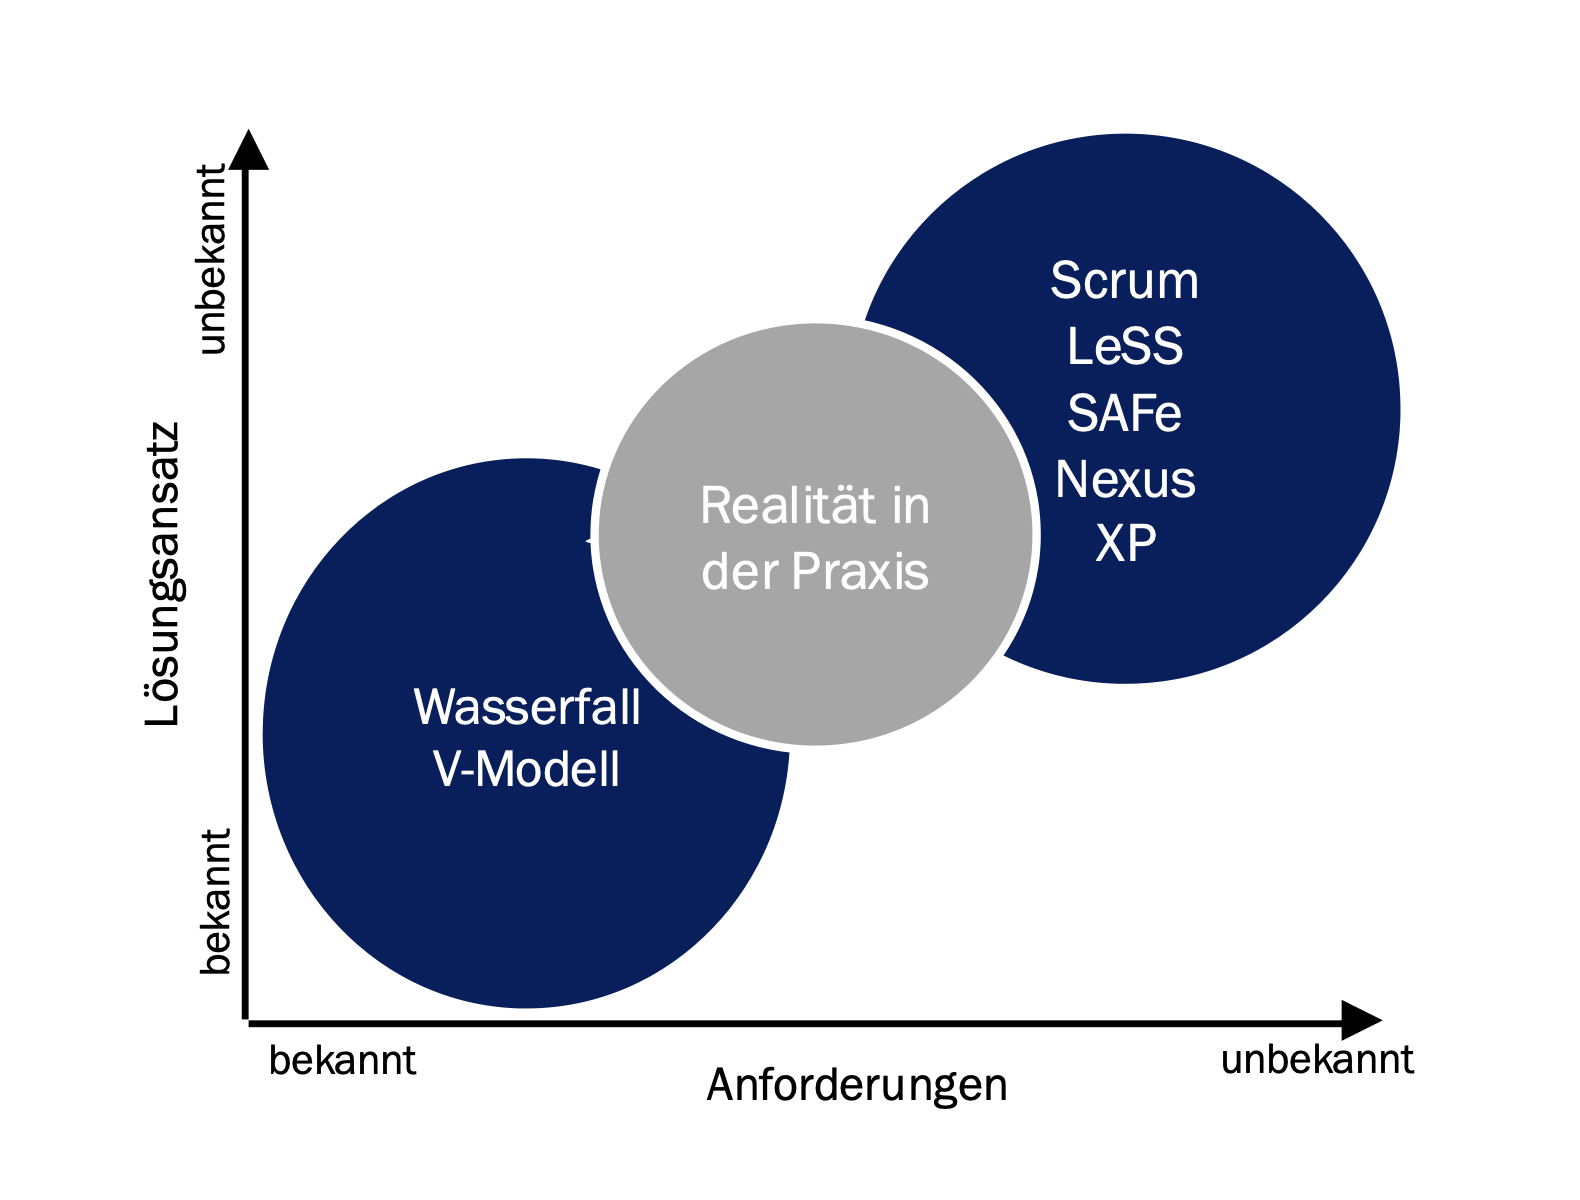 unbekannt
Lösungsansatz
bekannt
Scrum
LeSS
SAFe
Nexus
XP
Realität in
der Praxis
Wasserfall
V-Modell
bekannt
Anforderungen
unbekannt